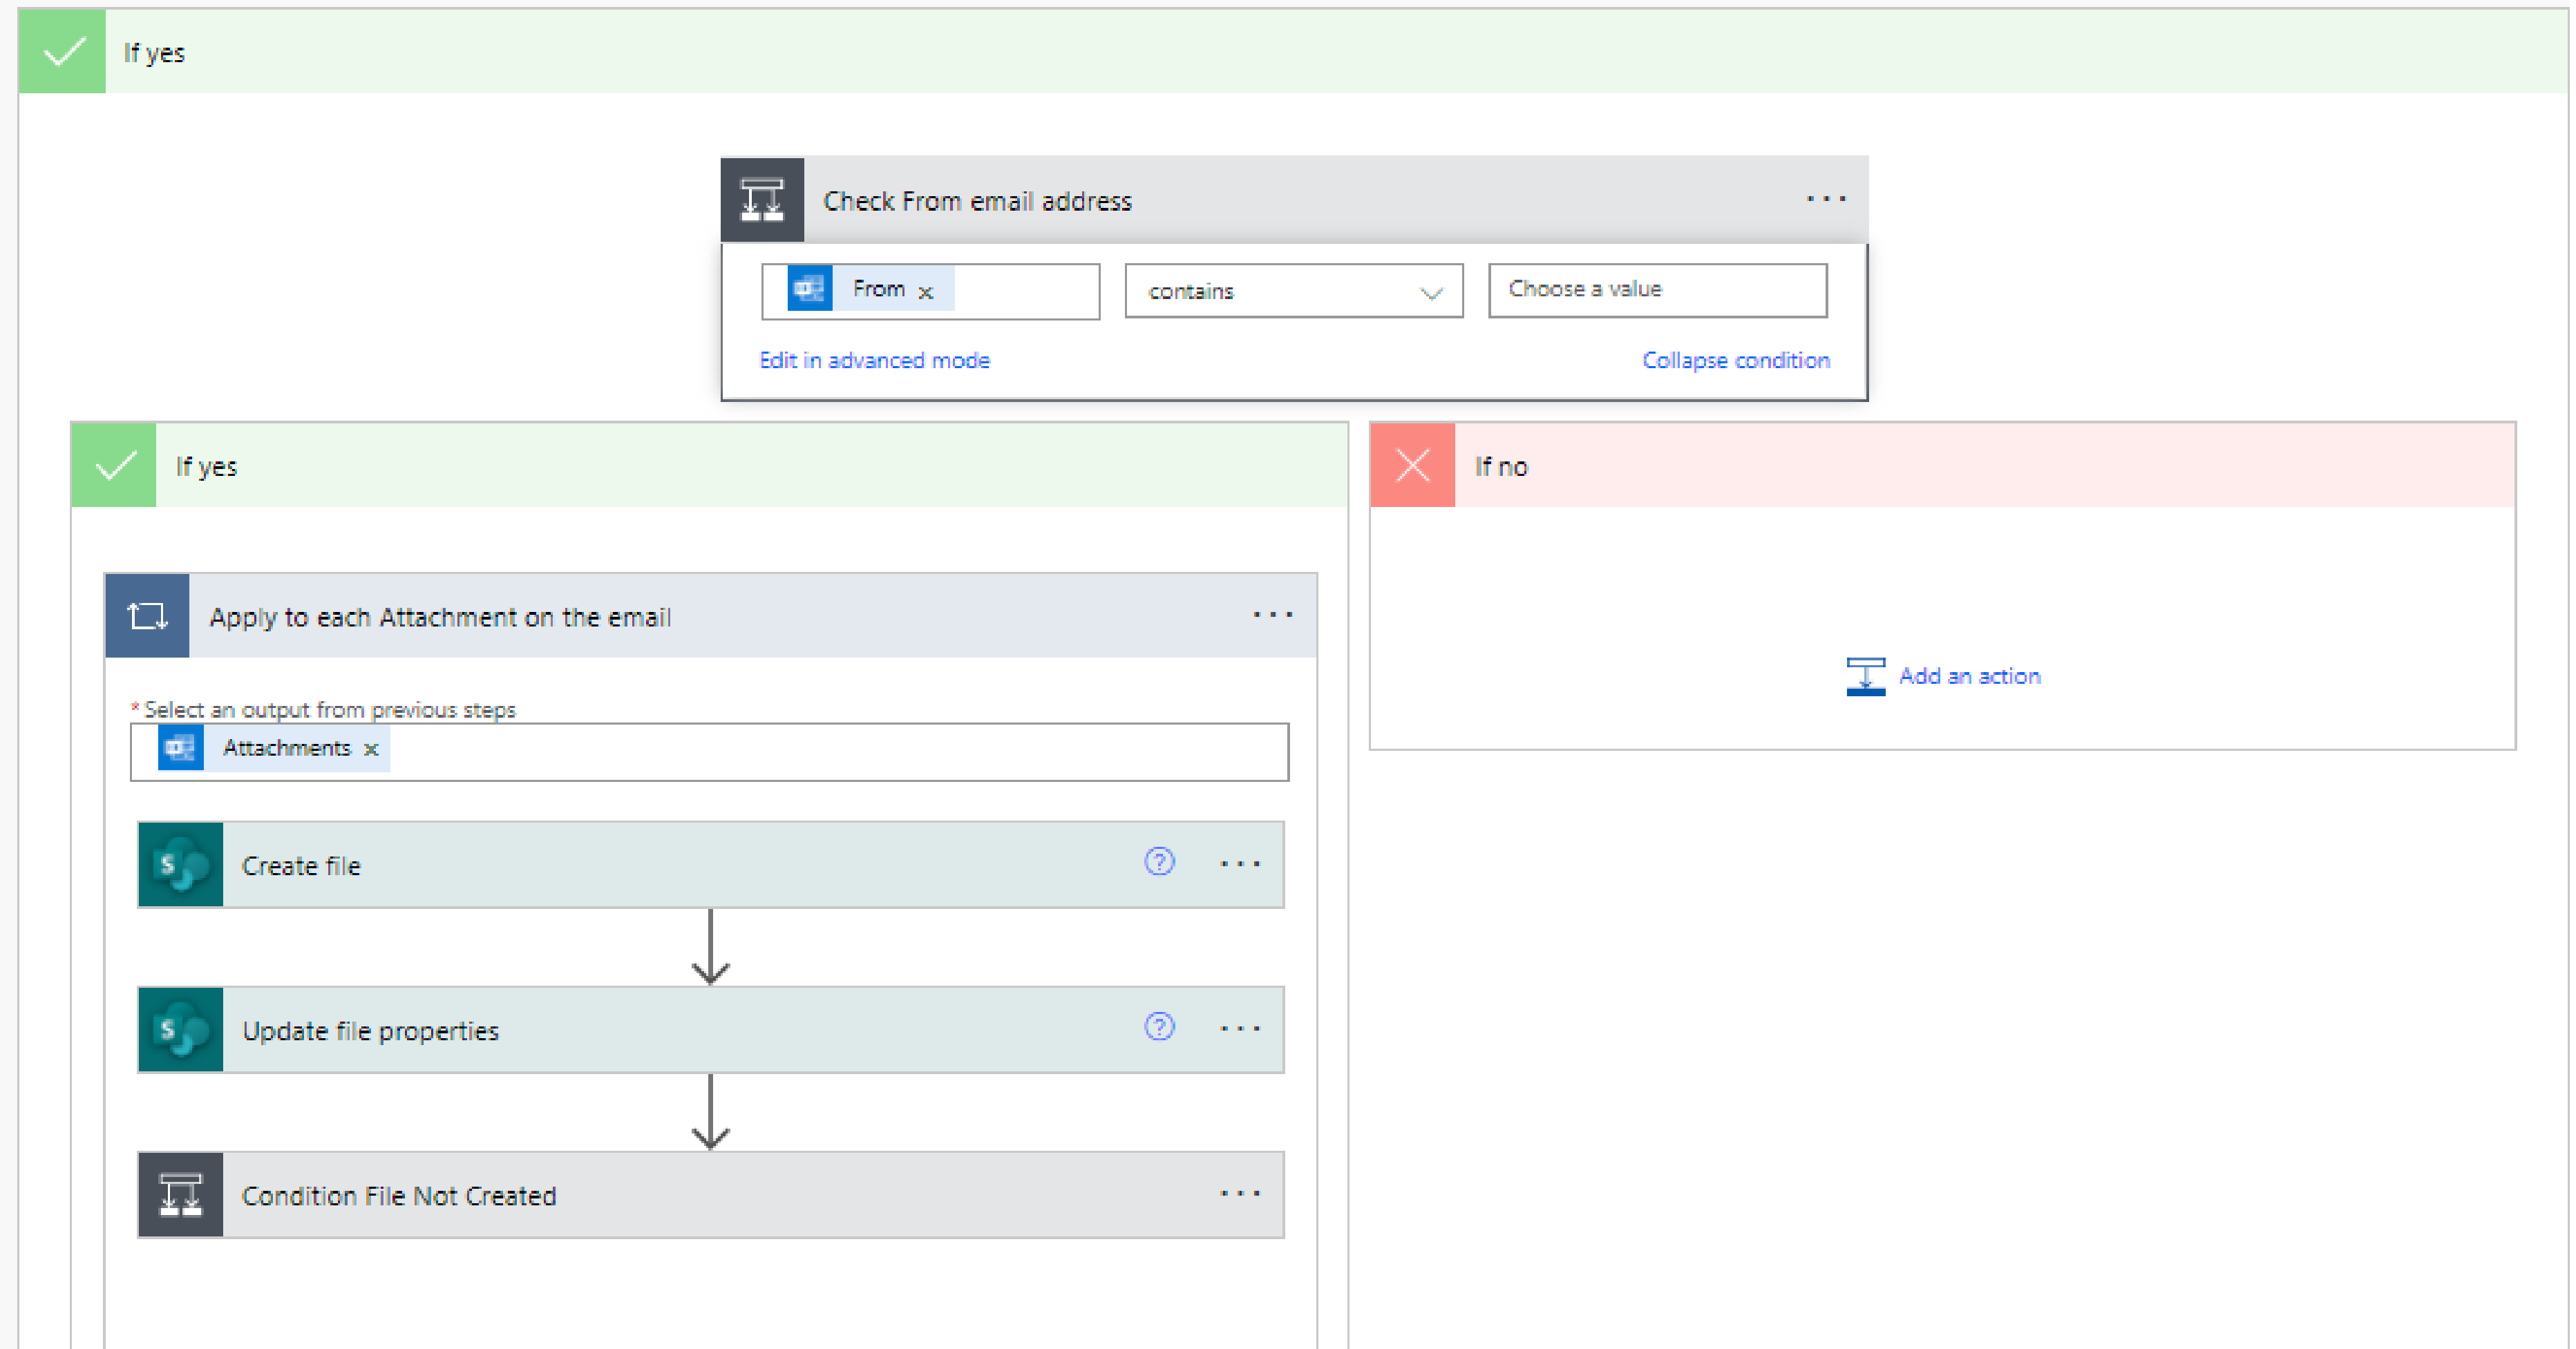 If yes
Check From email address ...
From x contains Choose a value
Edit in advanced mode Collapse condition
If yes
If no
Apply to each Attachment on the email ...
Add an action
* Select an output from previous steps
Attachments x
S Create file ? ...
S Update file properties ? ...
Condition File Not Created ...